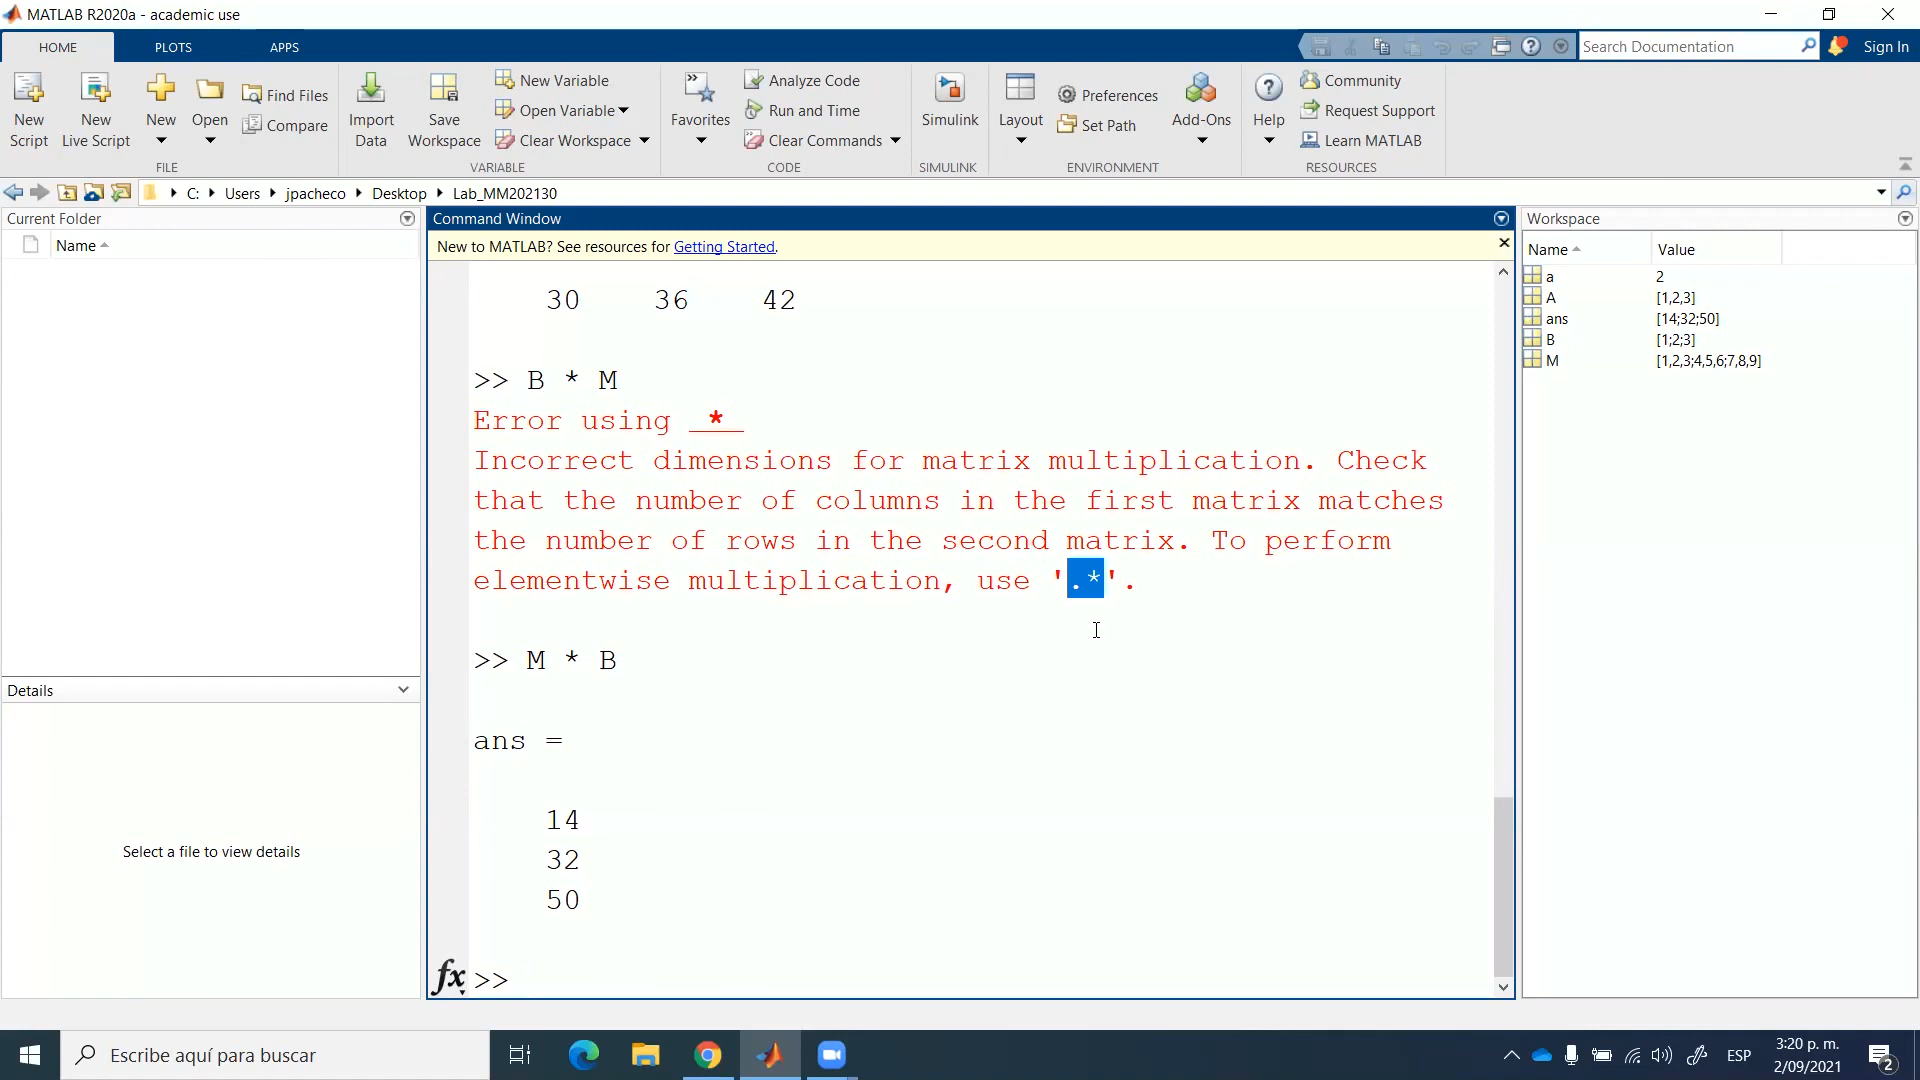 MATLAB R2020a - academic use
HOME PLOTS APPS
Search Documentation
Sign In
New Script
New Live Script
New
Open
Find Files
Compare
FILE
Import Data
Save Workspace
New Variable
Open Variable
Clear Workspace
VARIABLE
Favorites
Analyze Code
Run and Time
Clear Commands
CODE
Simulink
SIMULINK
Layout
Preferences
Set Path
Add-Ons
ENVIRONMENT
Help
Community
Request Support
Learn MATLAB
RESOURCES
C: Users jpacheco Desktop Lab_MM202130
Current Folder
Name
Details
Select a file to view details
Command Window
New to MATLAB? See resources for Getting Started.
30 36 42
>> B * M
Error using *
Incorrect dimensions for matrix multiplication. Check
that the number of columns in the first matrix matches
the number of rows in the second matrix. To perform
elementwise multiplication, use '.*'.
>> M * B
ans =
14
32
50
fx >>
Workspace
Name Value
a 2
A [1,2,3]
ans [14;32;50]
B [1;2;3]
M [1,2,3;4,5,6;7,8,9]
Escribe aquí para buscar
ESP
3:20 p. m.
2/09/2021
2